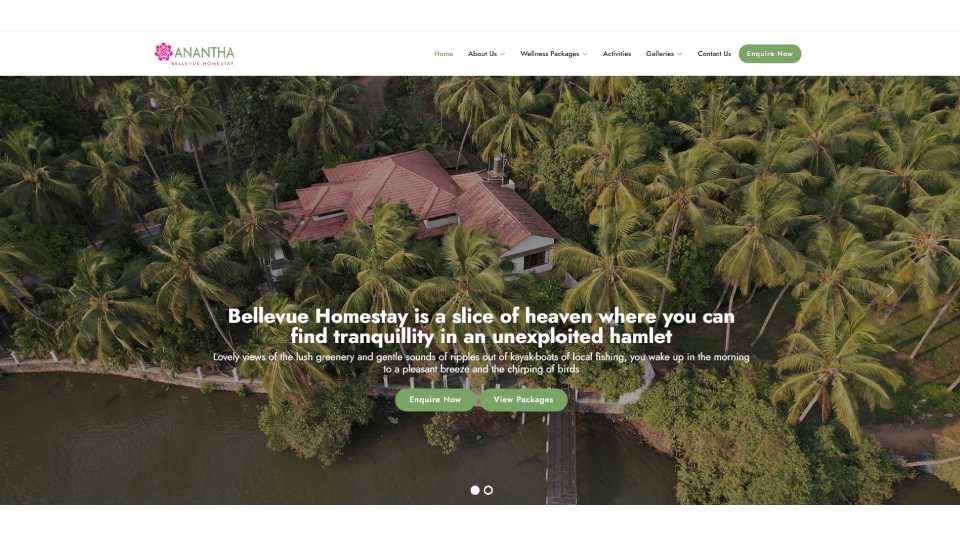 ANANTHA
BELLEVUE HOMESTAY
Home About Us Wellness Packages Activities Galleries Contact Us Enquire Now
Bellevue Homestay is a slice of heaven where you can
find tranquillity in an unexploited hamlet
Lovely views of the lush greenery and gentle sounds of ripples out of kayak boats of local fishing, you wake up in the morning
to a pleasant breeze and the chirping of birds
Enquire Now View Packages